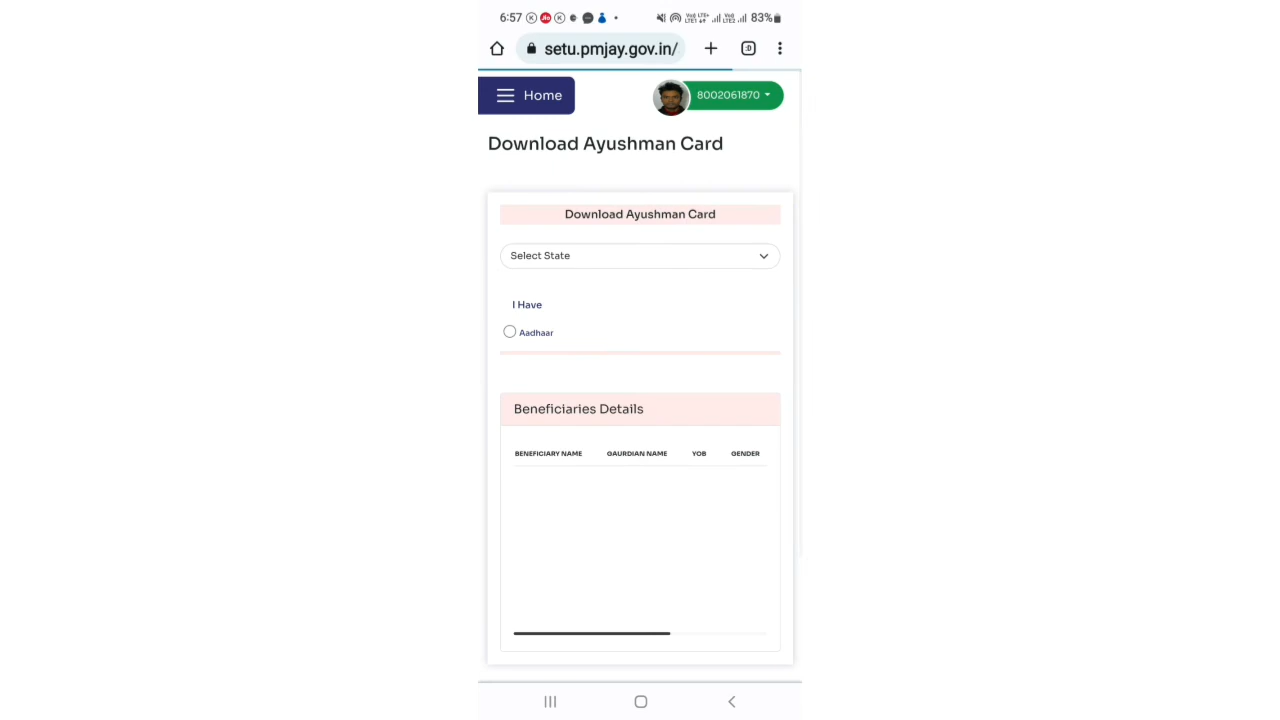 6:57 83%
setu.pmjay.gov.in/
Home
8002061870
Download Ayushman Card
Download Ayushman Card
Select State
I Have
Aadhaar
Beneficiaries Details
BENEFICIARY NAME GAURDIAN NAME YOB GENDER